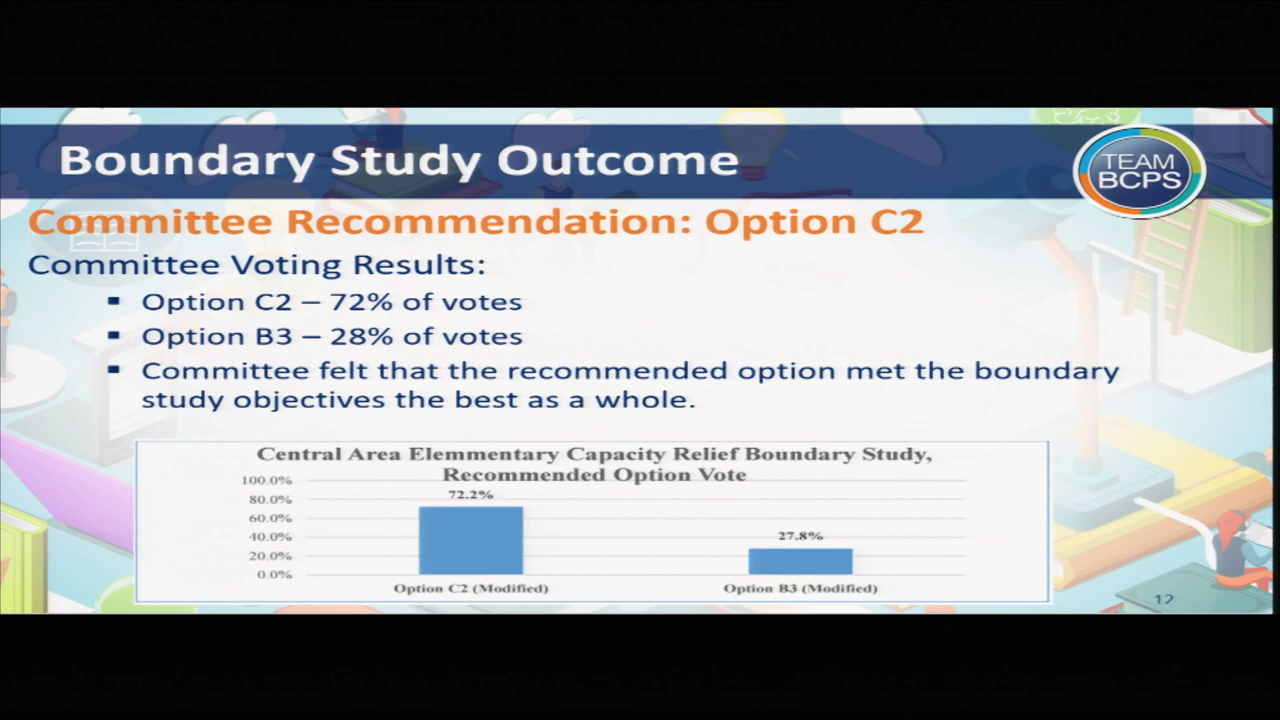 Boundary Study Outcome
TEAM
BCPS
Committee Recommendation: Option C2
Committee Voting Results:
▪ Option C2 – 72% of votes
▪ Option B3 – 28% of votes
▪ Committee felt that the recommended option met the boundary
study objectives the best as a whole.
Central Area Elemmentary Capacity Relief Boundary Study,
Recommended Option Vote
100.0%
80.0%
60.0%
40.0%
20.0%
0.0%
72.2%
27.8%
Option C2 (Modified)
Option B3 (Modified)
12